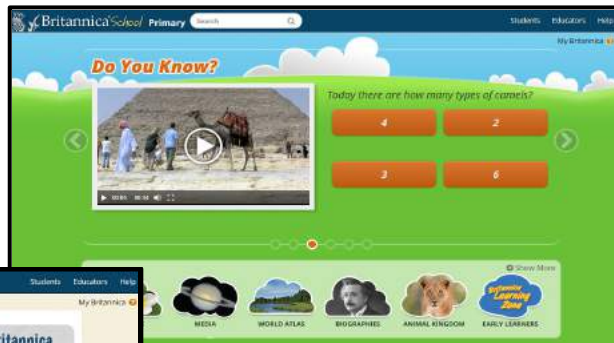 Britannica School Primary Search Students Educators Help
My Britannica
Do You Know?
Today there are how many types of camels?
4 2
3 6
Show More
MEDIA WORLD ATLAS BIOGRAPHIES ANIMAL KINGDOM EARLY LEARNERS
Britannica Learning Zone
Students Educators Help
My Britannica
ritannica